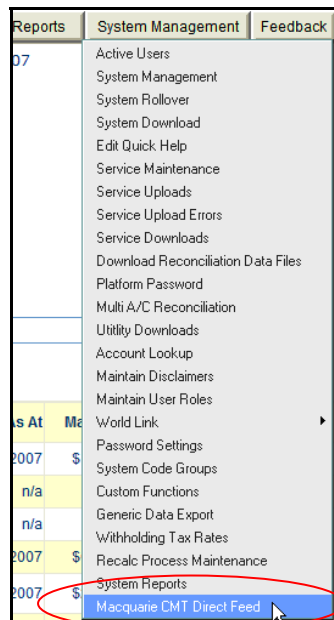 Reports System Management Feedback
07
Active Users
System Management
System Rollover
System Download
Edit Quick Help
Service Maintenance
Service Uploads
Service Upload Errors
Service Downloads
Download Reconciliation Data Files
Platform Password
Multi A/C Reconciliation
Utitlity Downloads
Account Lookup
Maintain Disclaimers
Maintain User Roles
As At Ma
World Link
Password Settings
2007 $
System Code Groups
n/a
Custom Functions
Generic Data Export
n/a
Withholding Tax Rates
2007 $
Recalc Process Maintenance
System Reports
2007 $
Macquarie CMT Direct Feed